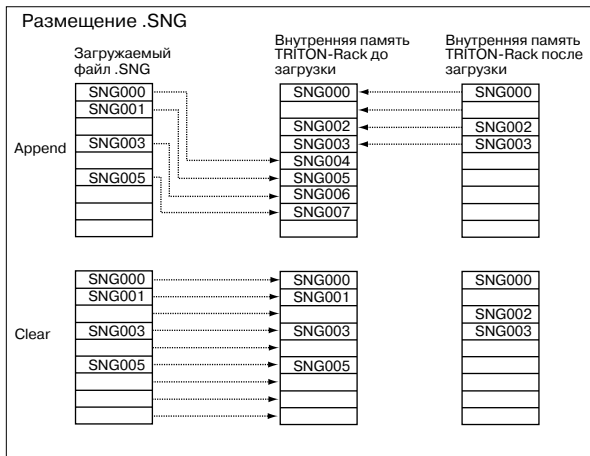 Размещение .SNG
Загружаемый
файл .SNG
Внутренняя память
TRITON-Rack до
загрузки
Внутренняя память
TRITON-Rack после
загрузки
Append
SNG000
SNG001
SNG003
SNG005
SNG000
SNG002
SNG003
SNG004
SNG005
SNG006
SNG007
SNG000
SNG002
SNG003
Clear
SNG000
SNG001
SNG003
SNG005
SNG000
SNG001
SNG003
SNG005
SNG000
SNG002
SNG003